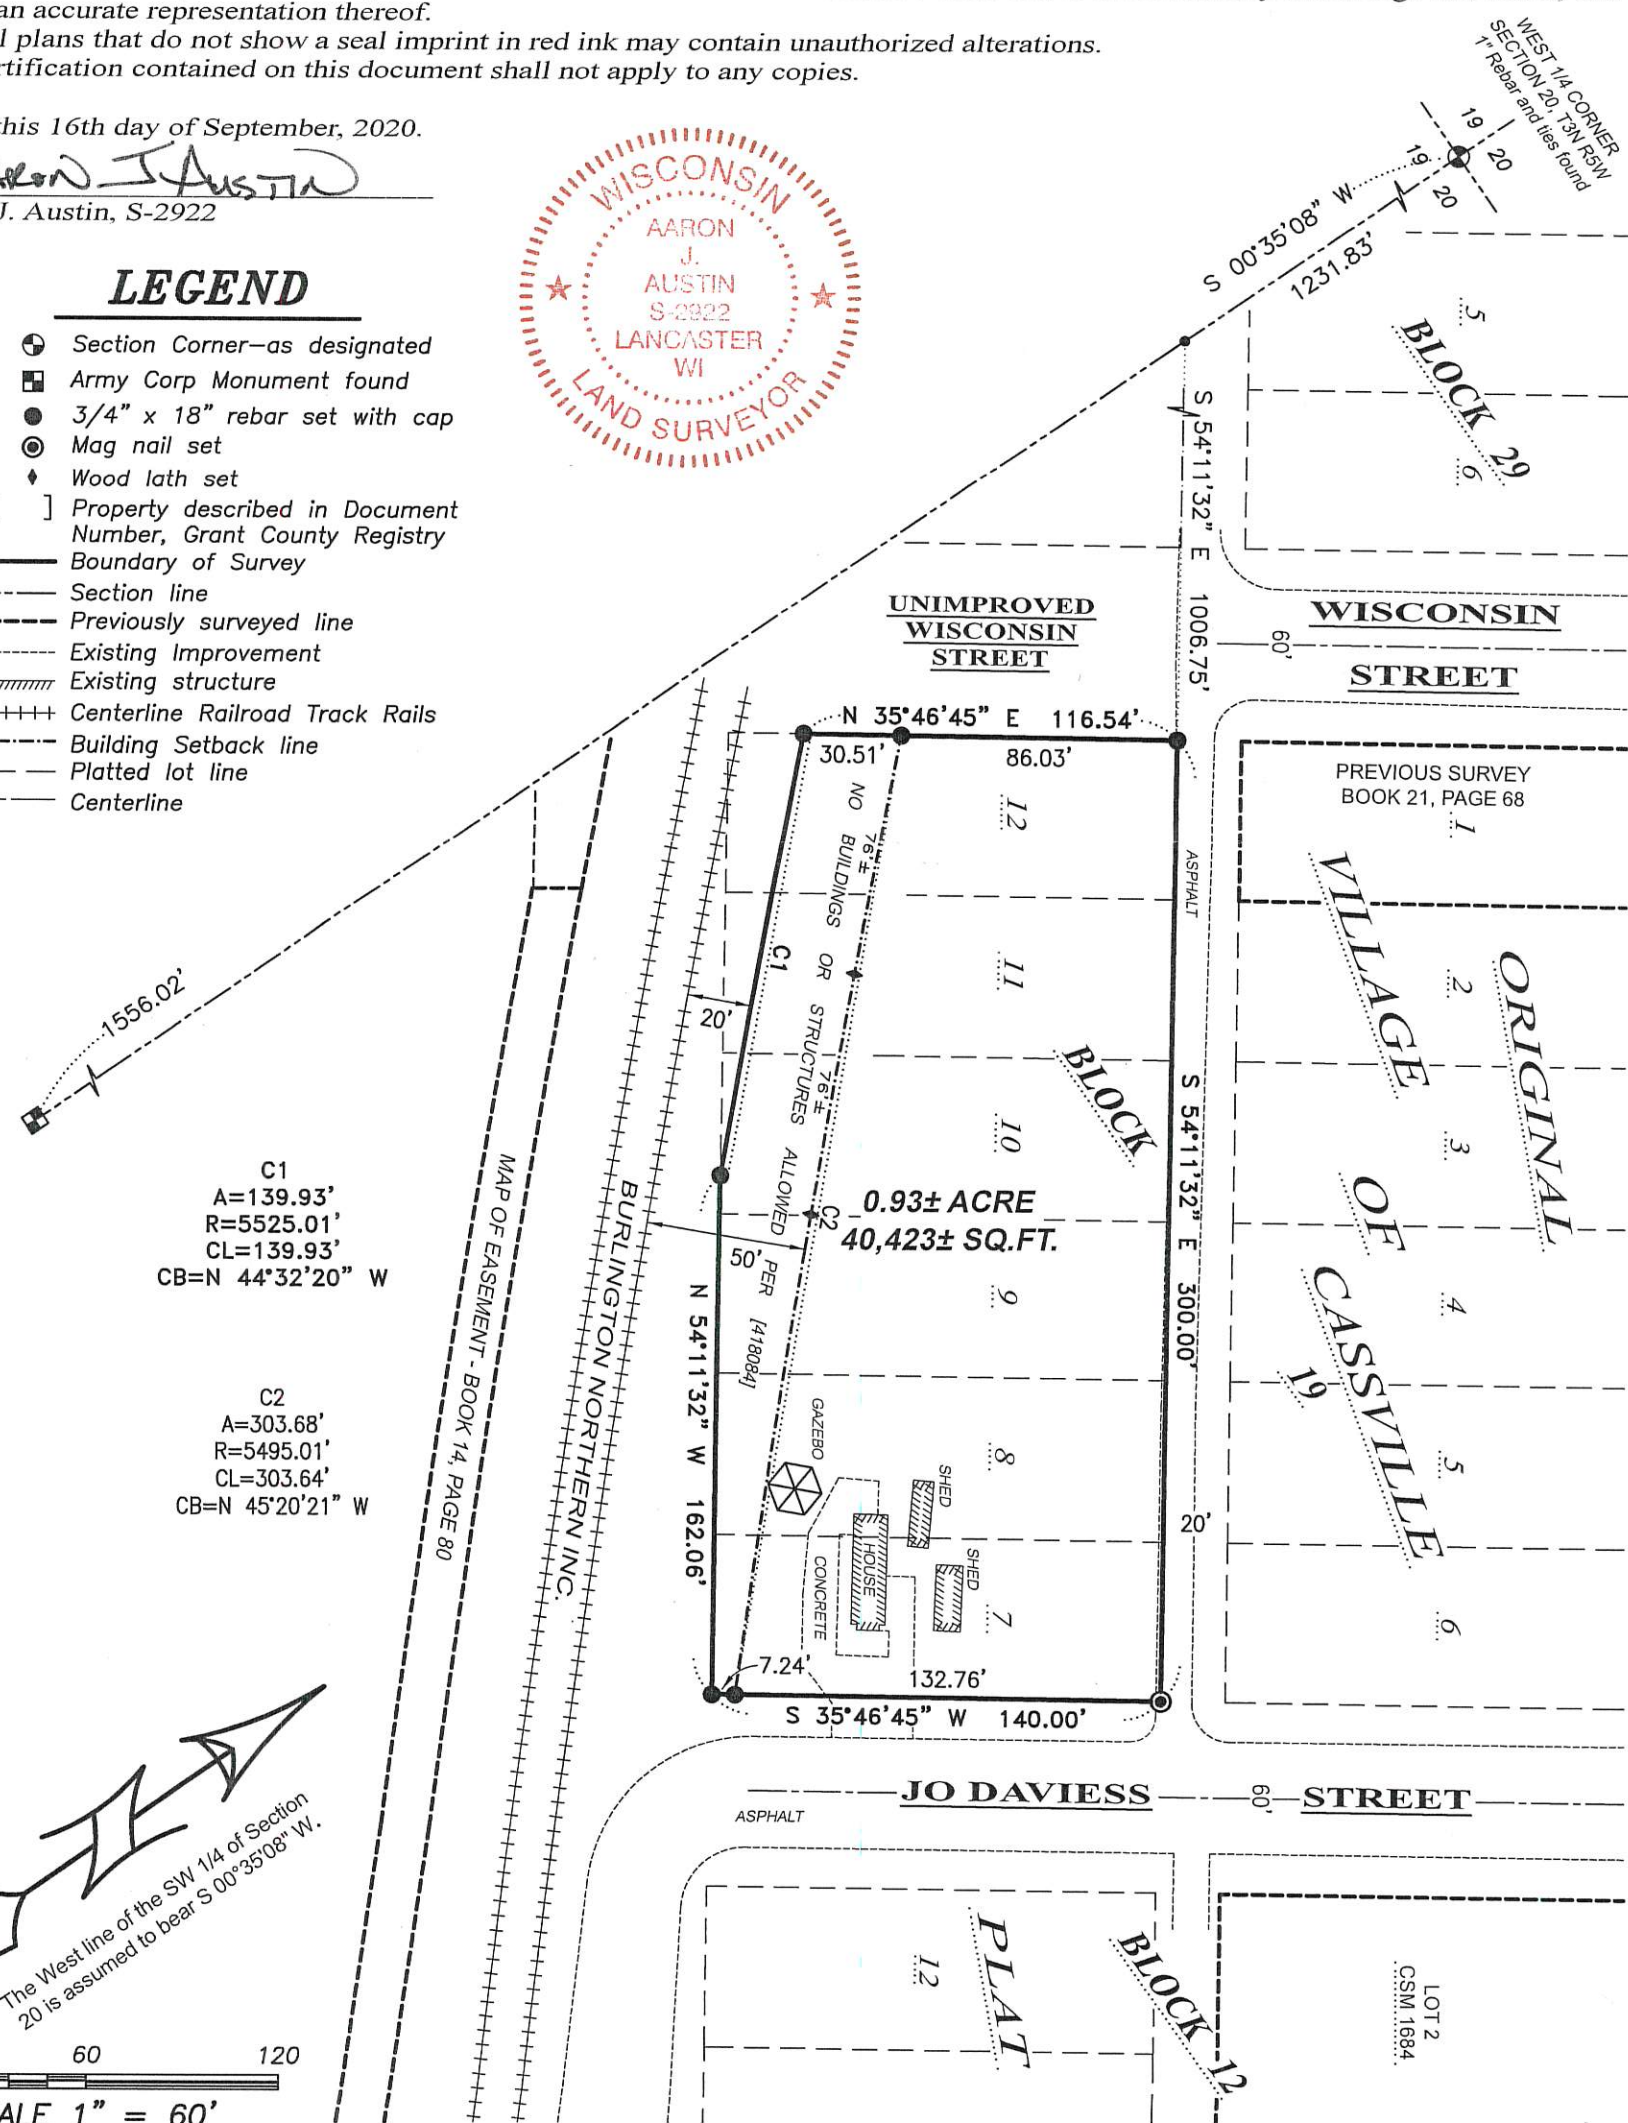 an accurate representation thereof.
l plans that do not show a seal imprint in red ink may contain unauthorized alterations.
rtification contained on this document shall not apply to any copies.
this 16th day of September, 2020.
J. Austin, S-2922
WISCONSIN
AARON
J.
AUSTIN
S-2922
LANCASTER
WI
LAND SURVEYOR
WEST 1/4 CORNER
SECTION 20, T3N R5W
1" Rebar and ties found
19
20
19
20
S 00°35'08" W
1231.83'
LEGEND
Section Corner—as designated
Army Corp Monument found
3/4" x 18" rebar set with cap
Mag nail set
Wood lath set
] Property described in Document
Number, Grant County Registry
Boundary of Survey
Section line
Previously surveyed line
Existing Improvement
Existing structure
Centerline Railroad Track Rails
Building Setback line
Platted lot line
Centerline
5
BLOCK 29
6
S 54°11'32" E 1006.75'
UNIMPROVED
WISCONSIN
STREET
WISCONSIN
60'
STREET
N 35°46'45" E 116.54'
30.51'
86.03'
PREVIOUS SURVEY
BOOK 21, PAGE 68
NO BUILDINGS OR STRUCTURES ALLOWED
PER [418084]
76'±
76'±
C1
C2
20'
50'
12
11
10
9
8
7
BLOCK
19
ASPHALT
S 54°11'32" E 300.00'
20'
0.93± ACRE
40,423± SQ.FT.
1
2
3
4
5
6
ORIGINAL
VILLAGE
OF
CASSVILLE
1556.02'
C1
A=139.93'
R=5525.01'
CL=139.93'
CB=N 44°32'20" W
C2
A=303.68'
R=5495.01'
CL=303.64'
CB=N 45°20'21" W
MAP OF EASEMENT - BOOK 14, PAGE 80
BURLINGTON NORTHERN INC.
N 54°11'32" W 162.06'
GAZEBO
SHED
HOUSE
SHED
CONCRETE
7.24'
132.76'
S 35°46'45" W 140.00'
JO DAVIESS
60'
STREET
ASPHALT
The West line of the SW 1/4 of Section
20 is assumed to bear S 00°35'08" W.
PLAT
12
BLOCK 12
LOT 2
CSM 1684
60
120
ALE 1" = 60'